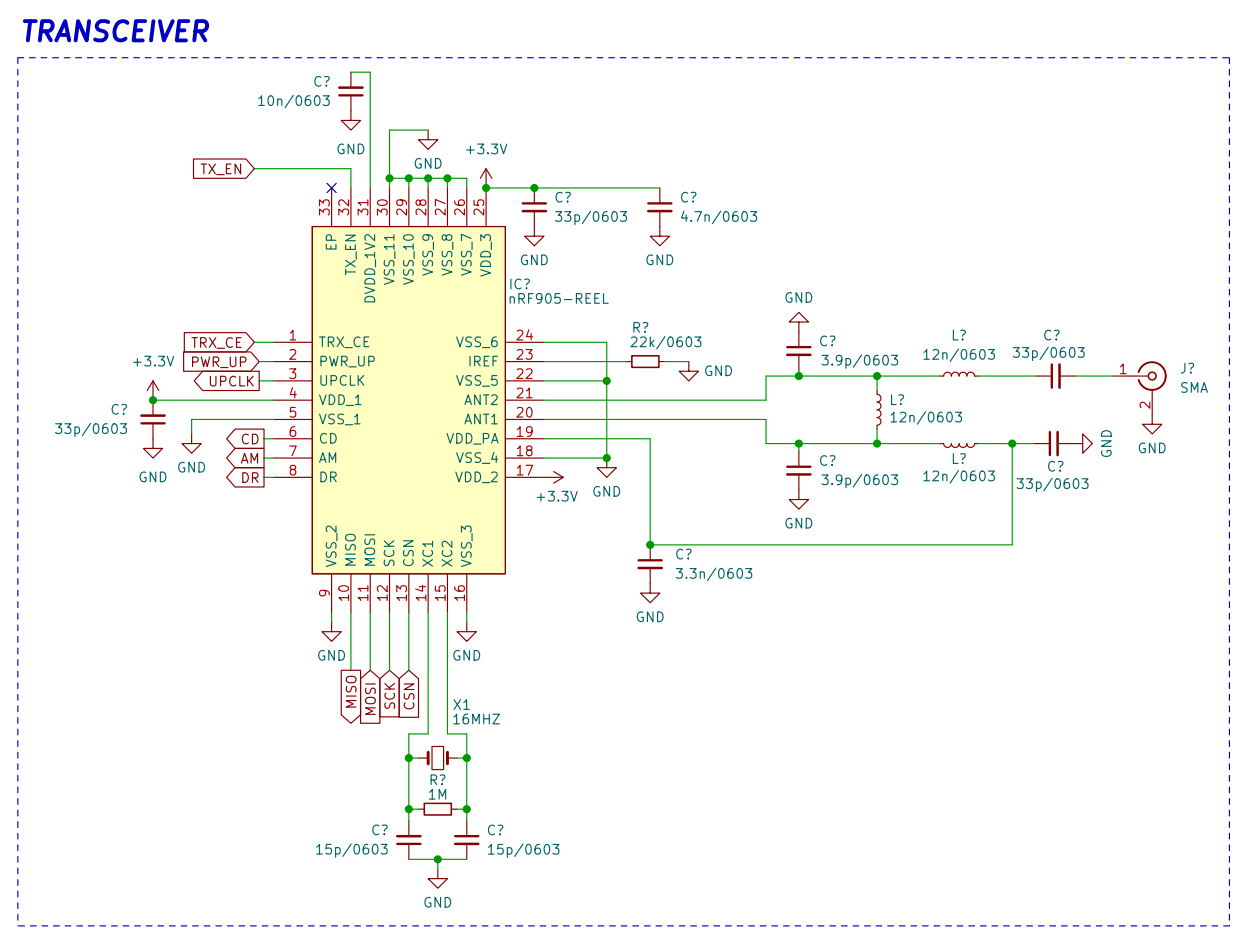 TRANSCEIVER
C?
10n/0603
GND
GND
+3.3V
TX_EN
33
32
31
30
29
28
27
26
25
C?
33p/0603
C?
4.7n/0603
GND
GND
EP
TX_EN
DVDD_1V2
VSS_11
VSS_10
VSS_9
VSS_8
VSS_7
VDD_3
IC?
nRF905-REEL
GND
TRX_CE
1
TRX_CE
VSS_6
24
R?
22k/0603
GND
PWR_UP
2
PWR_UP
IREF
23
UPCLK
3
UPCLK
VSS_5
22
+3.3V
4
VDD_1
ANT2
21
C?
33p/0603
GND
5
VSS_1
ANT1
20
GND
CD
6
CD
VDD_PA
19
AM
7
AM
VSS_4
18
DR
8
DR
VDD_2
17
+3.3V
GND
C?
3.9p/0603
L?
12n/0603
C?
33p/0603
1
J?
SMA
2
GND
L?
12n/0603
C?
3.9p/0603
GND
L?
12n/0603
C?
33p/0603
GND
C?
3.3n/0603
GND
VSS_2
MISO
MOSI
SCK
CSN
XC1
XC2
VSS_3
9
10
11
12
13
14
15
16
GND
GND
MISO
MOSI
SCK
CSN
X1
16MHZ
R?
1M
C?
15p/0603
C?
15p/0603
GND